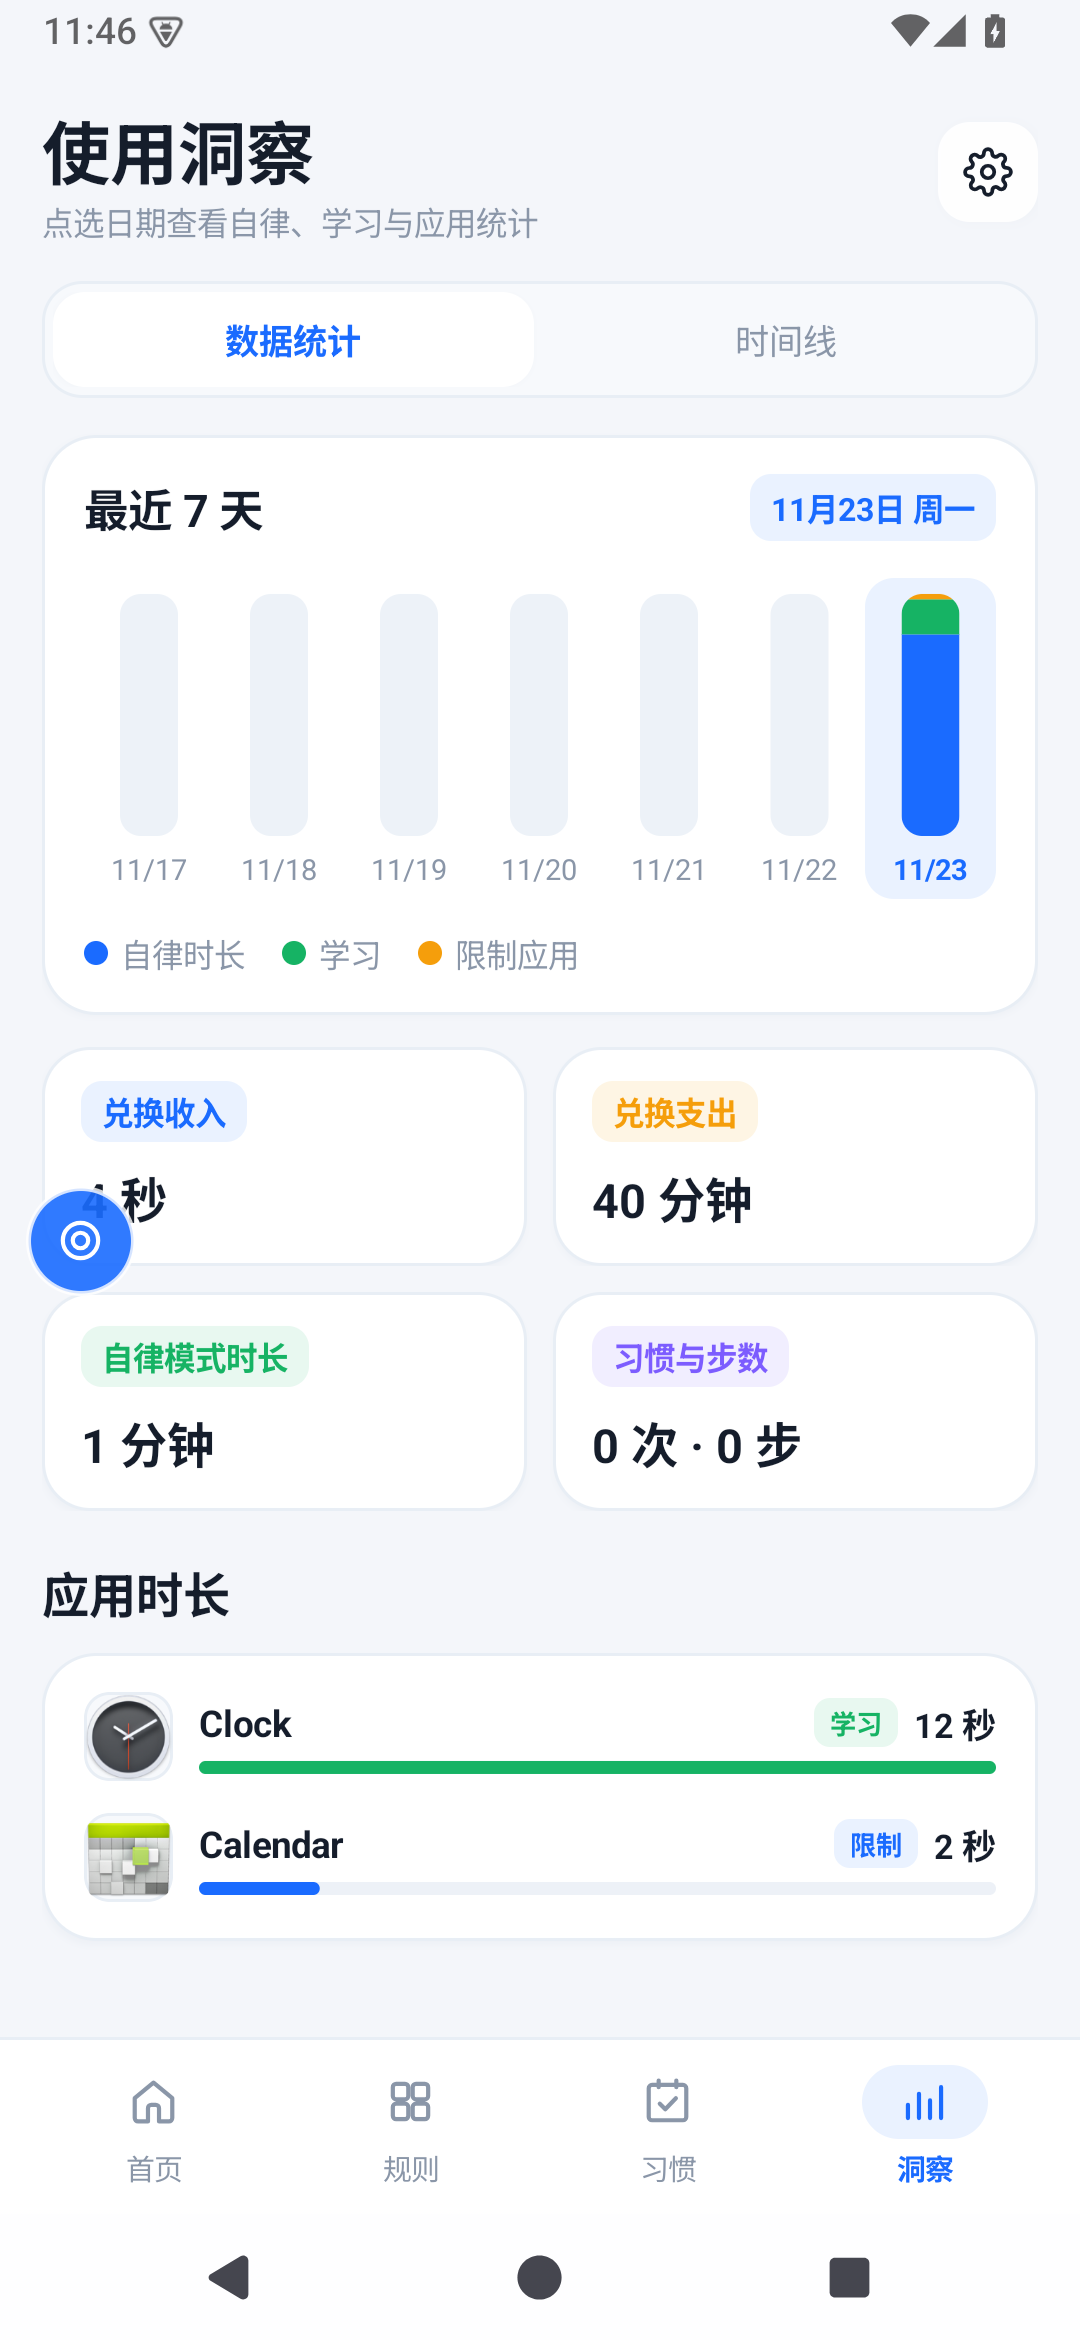 11:46
使用洞察
点选日期查看自律、学习与应用统计
数据统计
时间线
最近 7 天
11月23日 周一
11/17
11/18
11/19
11/20
11/21
11/22
11/23
自律时长
学习
限制应用
兑换收入
4 秒
兑换支出
40 分钟
自律模式时长
1 分钟
习惯与步数
0 次 · 0 步
应用时长
Clock
学习
12 秒
Calendar
限制
2 秒
首页
规则
习惯
洞察